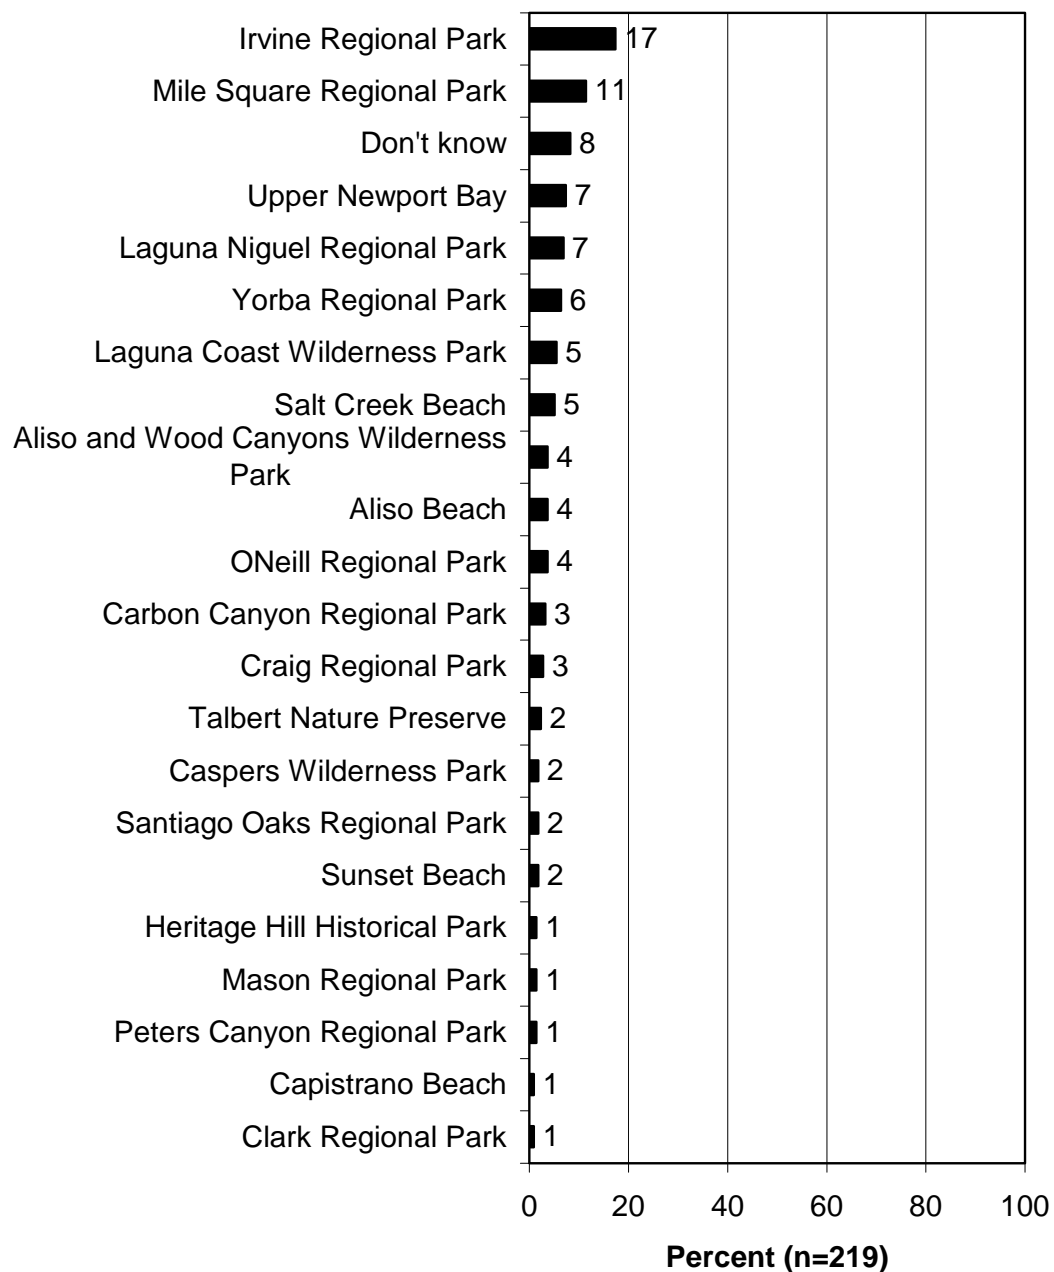 Irvine Regional Park 17
Mile Square Regional Park 11
Don't know 8
Upper Newport Bay 7
Laguna Niguel Regional Park 7
Yorba Regional Park 6
Laguna Coast Wilderness Park 5
Salt Creek Beach 5
Aliso and Wood Canyons Wilderness
Park 4
Aliso Beach 4
ONeill Regional Park 4
Carbon Canyon Regional Park 3
Craig Regional Park 3
Talbert Nature Preserve 2
Caspers Wilderness Park 2
Santiago Oaks Regional Park 2
Sunset Beach 2
Heritage Hill Historical Park 1
Mason Regional Park 1
Peters Canyon Regional Park 1
Capistrano Beach 1
Clark Regional Park 1
0 20 40 60 80 100
Percent (n=219)